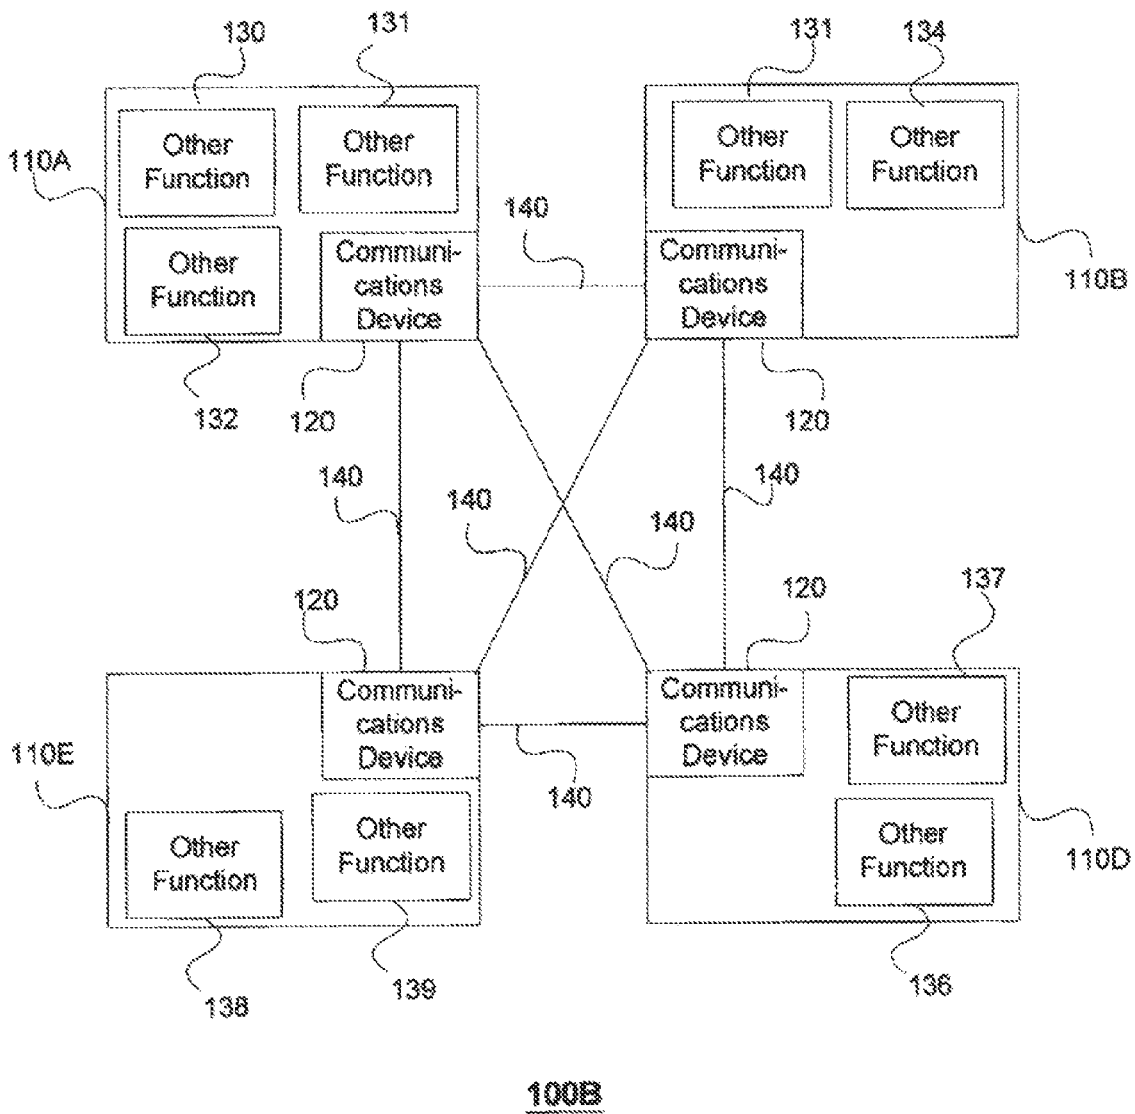 130
131
131
134
Other
Function
Other
Function
Other
Function
Other
Function
110A
140
Other
Function
Communi-
cations
Device
Communi-
cations
Device
110B
132
120
120
140
140
140
140
120
120
137
Communi-
cations
Device
Communi-
cations
Device
Other
Function
110E
140
Other
Function
Other
Function
Other
Function
110D
138
139
136
100B